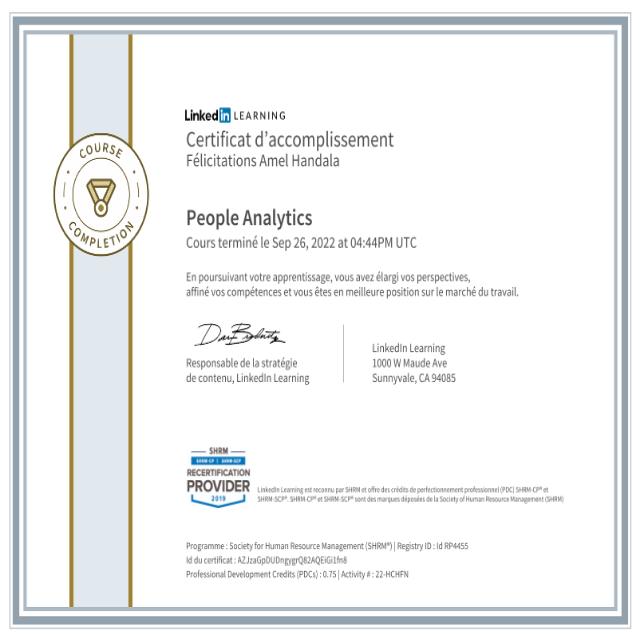 Linked in LEARNING
Certificat d'accomplissement
Félicitations Amel Handala
COURSE
COMPLETION
People Analytics
Cours terminé le Sep 26, 2022 at 04:44PM UTC
En poursuivant votre apprentissage, vous avez élargi vos perspectives,
affiné vos compétences et vous êtes en meilleure position sur le marché du travail.
Responsable de la stratégie
de contenu, LinkedIn Learning
LinkedIn Learning
1000 W Maude Ave
Sunnyvale, CA 94085
SHRM
SHRM-CP | SHRM-SCP
RECERTIFICATION
PROVIDER
2019
LinkedIn Learning est reconnu par SHRM et offre des crédits de perfectionnement professionnel (PDC) SHRM-CP® et
SHRM-SCP®. SHRM-CP® et SHRM-SCP® sont des marques déposées de la Society of Human Resource Management (SHRM)
Programme : Society for Human Resource Management (SHRM®) | Registry ID : Id RP4455
Id du certificat : AZJzaGpDUDngygrQ82AQEiGi1fn8
Professional Development Credits (PDCs) : 0.75 | Activity # : 22-HCHFN